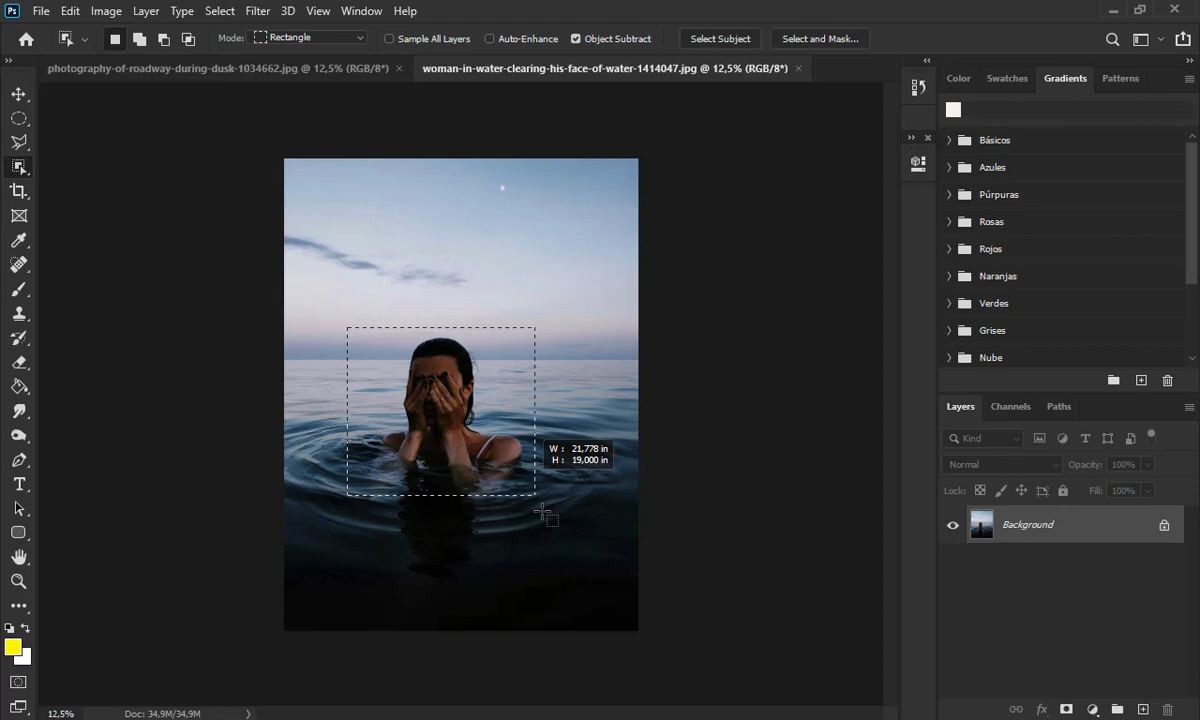 Ps File Edit Image Layer Type Select Filter 3D View Window Help
Mode: Rectangle Sample All Layers Auto-Enhance Object Subtract Select Subject Select and Mask...
photography-of-roadway-during-dusk-1034662.jpg @ 12,5% (RGB/8*) × woman-in-water-clearing-his-face-of-water-1414047.jpg @ 12,5% (RGB/8*) ×
Color Swatches Gradients Patterns
Básicos
Azules
Púrpuras
Rosas
Rojos
Naranjas
Verdes
Grises
Nube
W : 21,778 in
H : 19,000 in
Layers Channels Paths
Kind
Normal Opacity: 100%
Lock: Fill: 100%
Background
12,5% Doc: 34,9M/34,9M